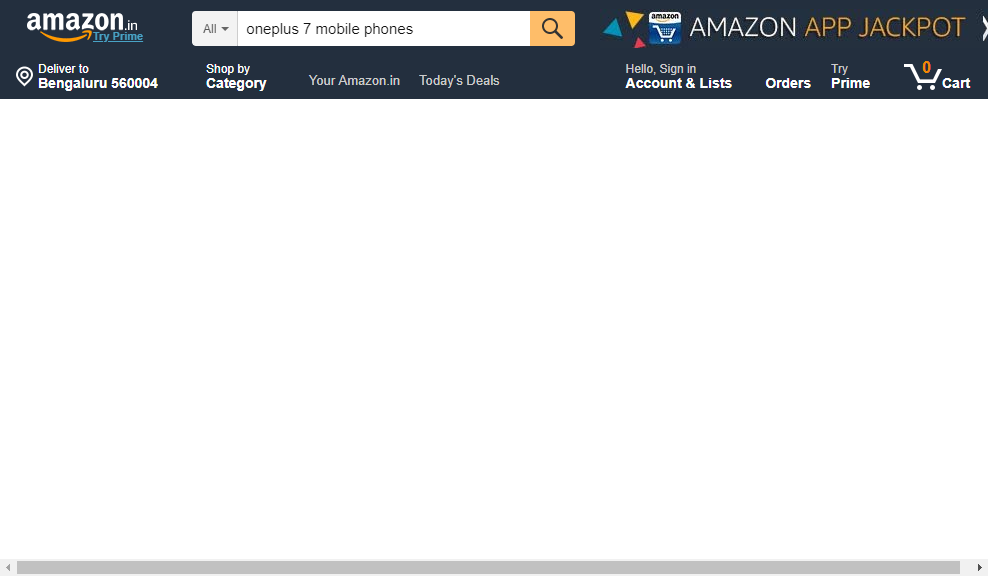 amazon.in
Try Prime
All
oneplus 7 mobile phones
amazon
AMAZON APP JACKPOT
Deliver to
Bengaluru 560004
Shop by
Category
Your Amazon.in
Today's Deals
Hello, Sign in
Account & Lists
Orders
Try
Prime
0
Cart